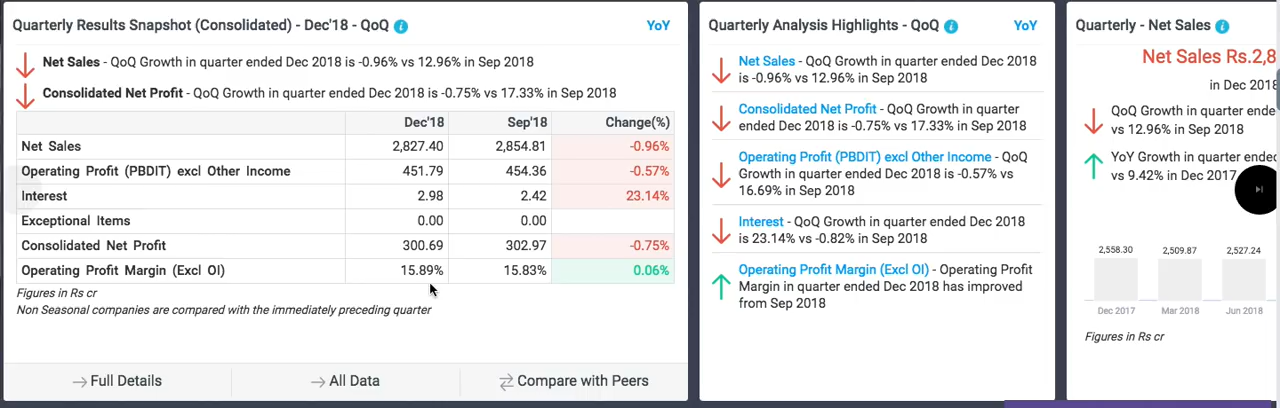 Quarterly Results Snapshot (Consolidated) - Dec'18 - QoQ
YoY
Net Sales - QoQ Growth in quarter ended Dec 2018 is -0.96% vs 12.96% in Sep 2018
Consolidated Net Profit - QoQ Growth in quarter ended Dec 2018 is -0.75% vs 17.33% in Sep 2018
Dec'18 Sep'18 Change(%)
Net Sales 2,827.40 2,854.81 -0.96%
Operating Profit (PBDIT) excl Other Income 451.79 454.36 -0.57%
Interest 2.98 2.42 23.14%
Exceptional Items 0.00 0.00
Consolidated Net Profit 300.69 302.97 -0.75%
Operating Profit Margin (Excl OI) 15.89% 15.83% 0.06%
Figures in Rs cr
Non Seasonal companies are compared with the immediately preceding quarter
Full Details
All Data
Compare with Peers
Quarterly Analysis Highlights - QoQ
YoY
Net Sales - QoQ Growth in quarter ended Dec 2018
is -0.96% vs 12.96% in Sep 2018
Consolidated Net Profit - QoQ Growth in quarter
ended Dec 2018 is -0.75% vs 17.33% in Sep 2018
Operating Profit (PBDIT) excl Other Income - QoQ
Growth in quarter ended Dec 2018 is -0.57% vs
16.69% in Sep 2018
Interest - QoQ Growth in quarter ended Dec 2018
is 23.14% vs -0.82% in Sep 2018
Operating Profit Margin (Excl OI) - Operating Profit
Margin in quarter ended Dec 2018 has improved
from Sep 2018
Quarterly - Net Sales
Net Sales Rs.2,8
in Dec 2018
QoQ Growth in quarter ende
vs 12.96% in Sep 2018
YoY Growth in quarter ended
vs 9.42% in Dec 2017
2,558.30 2,509.87 2,527.24
Dec 2017 Mar 2018 Jun 2018
Figures in Rs cr